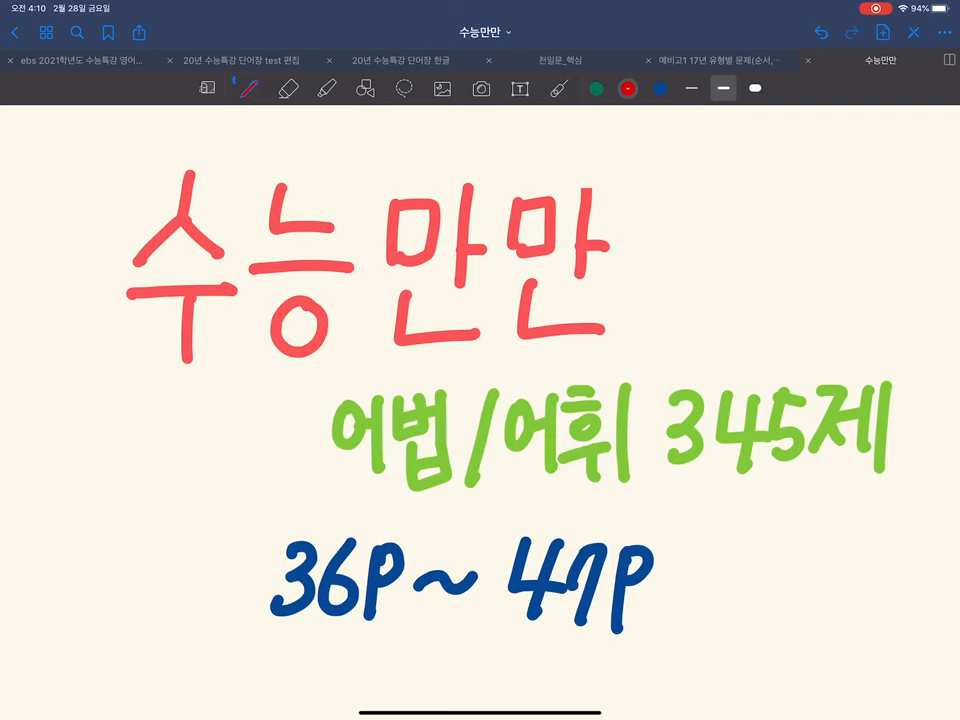 오전 4:10 2월 28일 금요일 94%
수능만만
ebs 2021학년도 수능특강 영어... 20년 수능특강 단어장 test 편집 20년 수능특강 단어장 한글 천일문_핵심 예비고1 17년 유형별 문제(순서,... 수능만만
수능만만
어법/어휘 345제
36P~47P